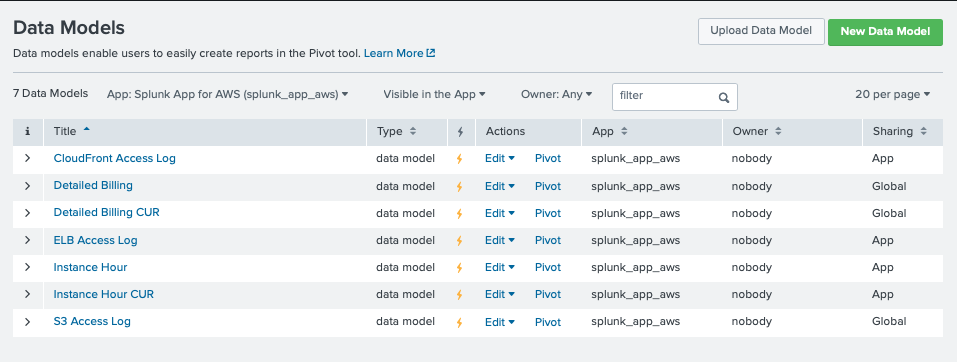 Data Models
Upload Data Model New Data Model
Data models enable users to easily create reports in the Pivot tool. Learn More
7 Data Models App: Splunk App for AWS (splunk_app_aws) Visible in the App Owner: Any filter 20 per page
i Title Type Actions App Owner Sharing
CloudFront Access Log data model Edit Pivot splunk_app_aws nobody App
Detailed Billing data model Edit Pivot splunk_app_aws nobody Global
Detailed Billing CUR data model Edit Pivot splunk_app_aws nobody Global
ELB Access Log data model Edit Pivot splunk_app_aws nobody App
Instance Hour data model Edit Pivot splunk_app_aws nobody App
Instance Hour CUR data model Edit Pivot splunk_app_aws nobody App
S3 Access Log data model Edit Pivot splunk_app_aws nobody Global